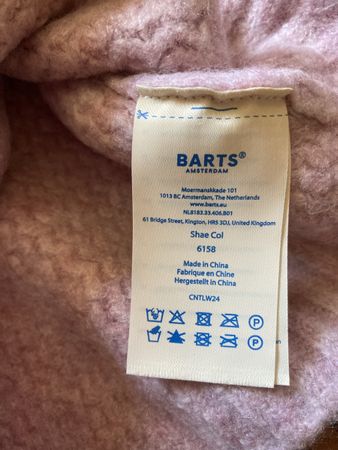 BARTS®
AMSTERDAM
Moermanskkade 101
1013 BC Amsterdam, The Netherlands
www.barts.eu
NL8183.33.406.B01
61 Bridge Street, Kington, HR5 3DJ, United Kingdom
Shae Col
6158
Made in China
Fabrique en Chine
Hergestellt in China
CNTLW24
P
P